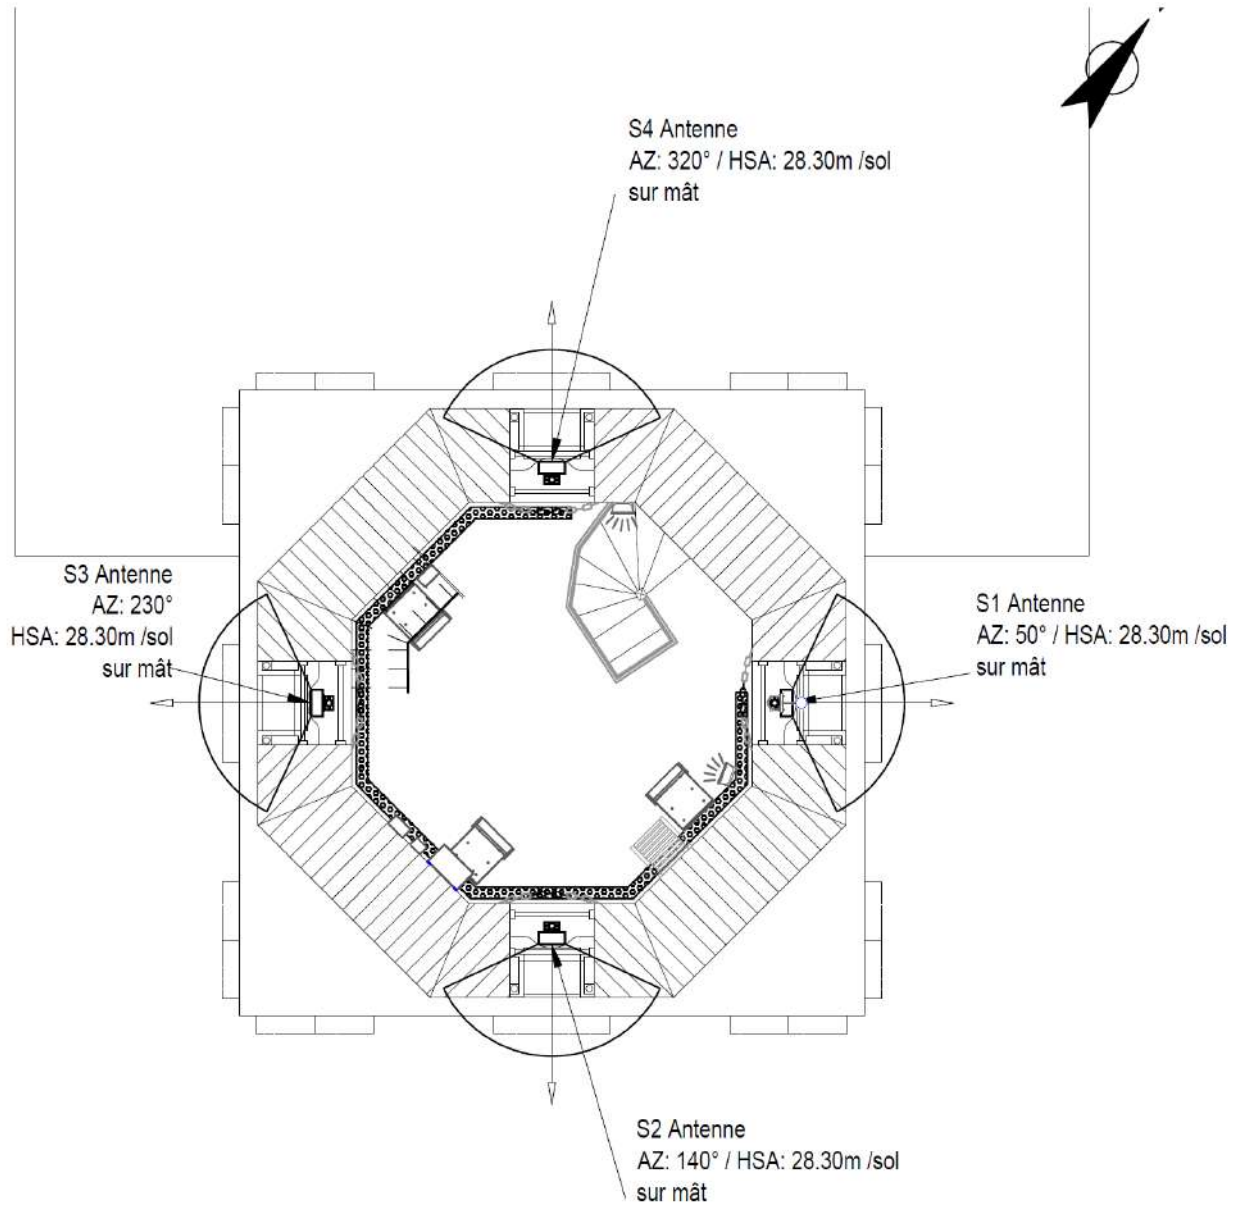 S4 Antenne
AZ: 320° / HSA: 28.30m /sol
sur mât
S3 Antenne
AZ: 230°
HSA: 28.30m /sol
sur mât
S1 Antenne
AZ: 50° / HSA: 28.30m /sol
sur mât
S2 Antenne
AZ: 140° / HSA: 28.30m /sol
sur mât